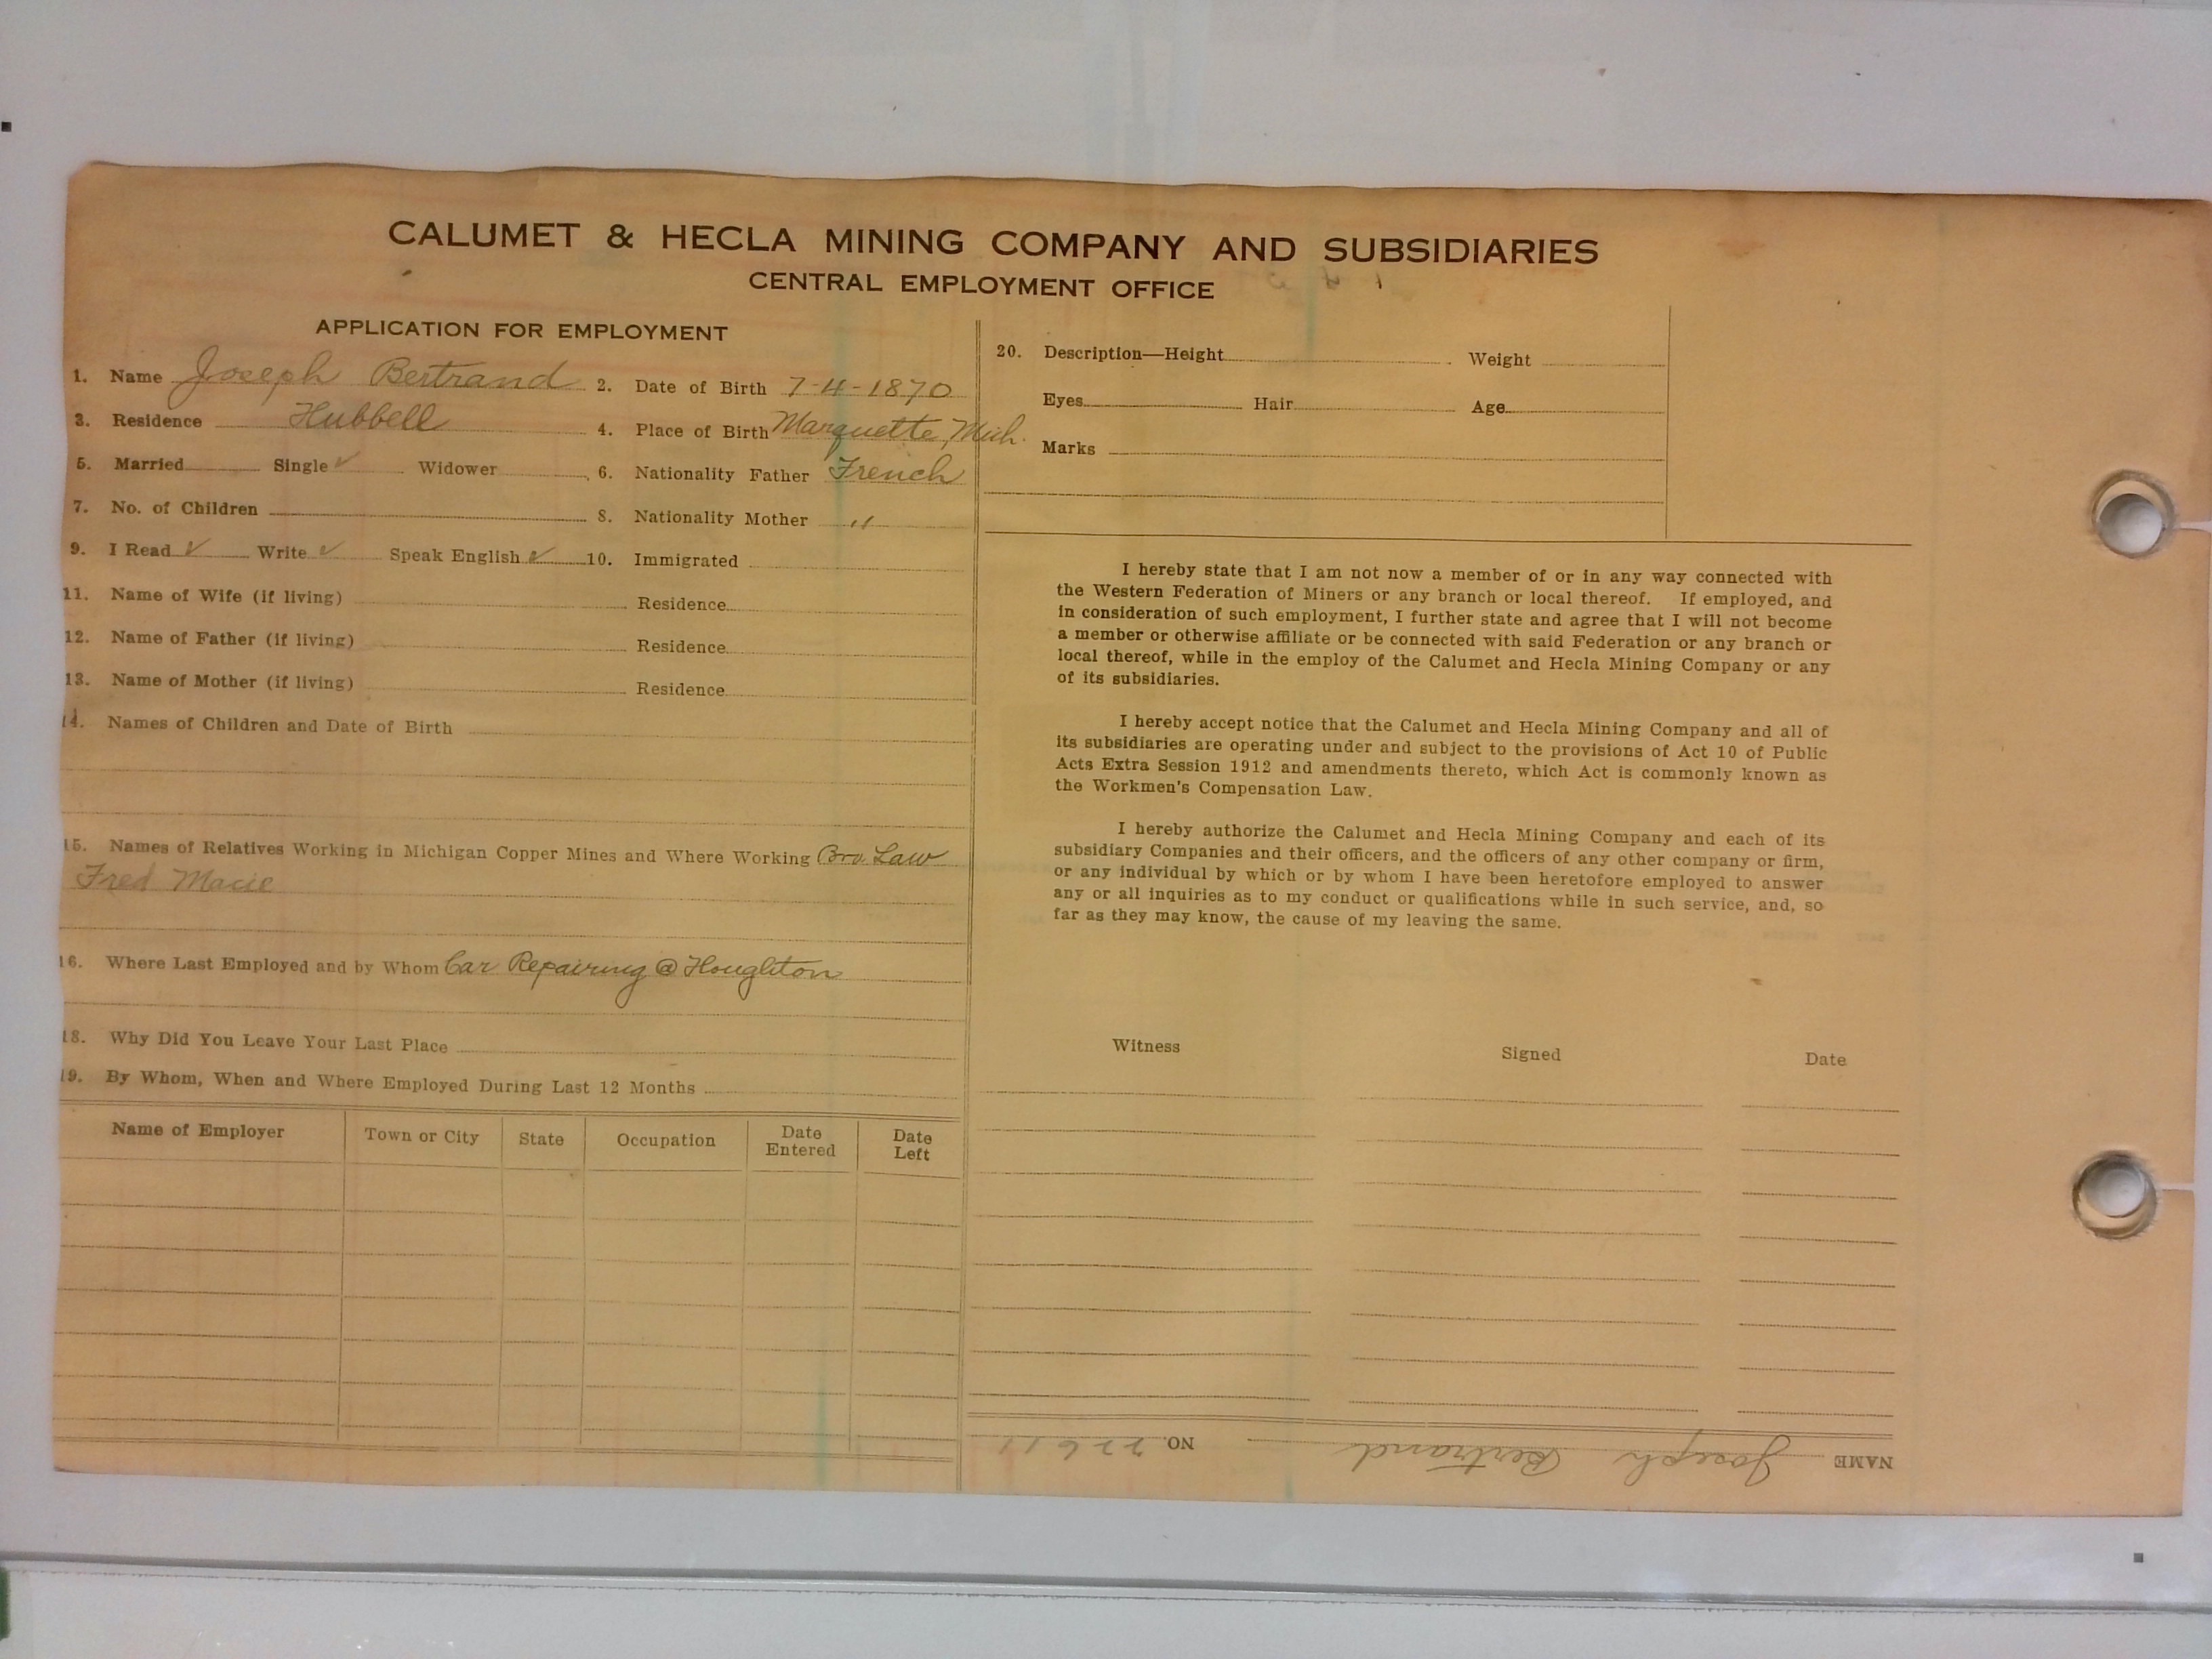 CALUMET & HECLA MINING COMPANY AND SUBSIDIARIES
CENTRAL EMPLOYMENT OFFICE
APPLICATION FOR EMPLOYMENT
1. Name Joseph Bertrand 2. Date of Birth 7-4-1870
3. Residence Hubbell 4. Place of Birth Marquette, Mich.
5. Married Single ✓ Widower 6. Nationality Father French
7. No. of Children 8. Nationality Mother "
9. I Read ✓ Write ✓ Speak English ✓ 10. Immigrated
11. Name of Wife (if living) Residence
12. Name of Father (if living) Residence
13. Name of Mother (if living) Residence
14. Names of Children and Date of Birth
15. Names of Relatives Working in Michigan Copper Mines and Where Working Bro. Law
Fred Macie
16. Where Last Employed and by Whom Car Repairing @ Houghton
18. Why Did You Leave Your Last Place
19. By Whom, When and Where Employed During Last 12 Months
Name of Employer Town or City State Occupation Date Entered Date Left
20. Description—Height Weight
Eyes Hair Age
Marks
I hereby state that I am not now a member of or in any way connected with
the Western Federation of Miners or any branch or local thereof. If employed, and
in consideration of such employment, I further state and agree that I will not become
a member or otherwise affiliate or be connected with said Federation or any branch or
local thereof, while in the employ of the Calumet and Hecla Mining Company or any
of its subsidiaries.
I hereby accept notice that the Calumet and Hecla Mining Company and all of
its subsidiaries are operating under and subject to the provisions of Act 10 of Public
Acts Extra Session 1912 and amendments thereto, which Act is commonly known as
the Workmen's Compensation Law.
I hereby authorize the Calumet and Hecla Mining Company and each of its
subsidiary Companies and their officers, and the officers of any other company or firm,
or any individual by which or by whom I have been heretofore employed to answer
any or all inquiries as to my conduct or qualifications while in such service, and, so
far as they may know, the cause of my leaving the same.
Witness Signed Date
NAME Joseph Bertrand NO. 22611